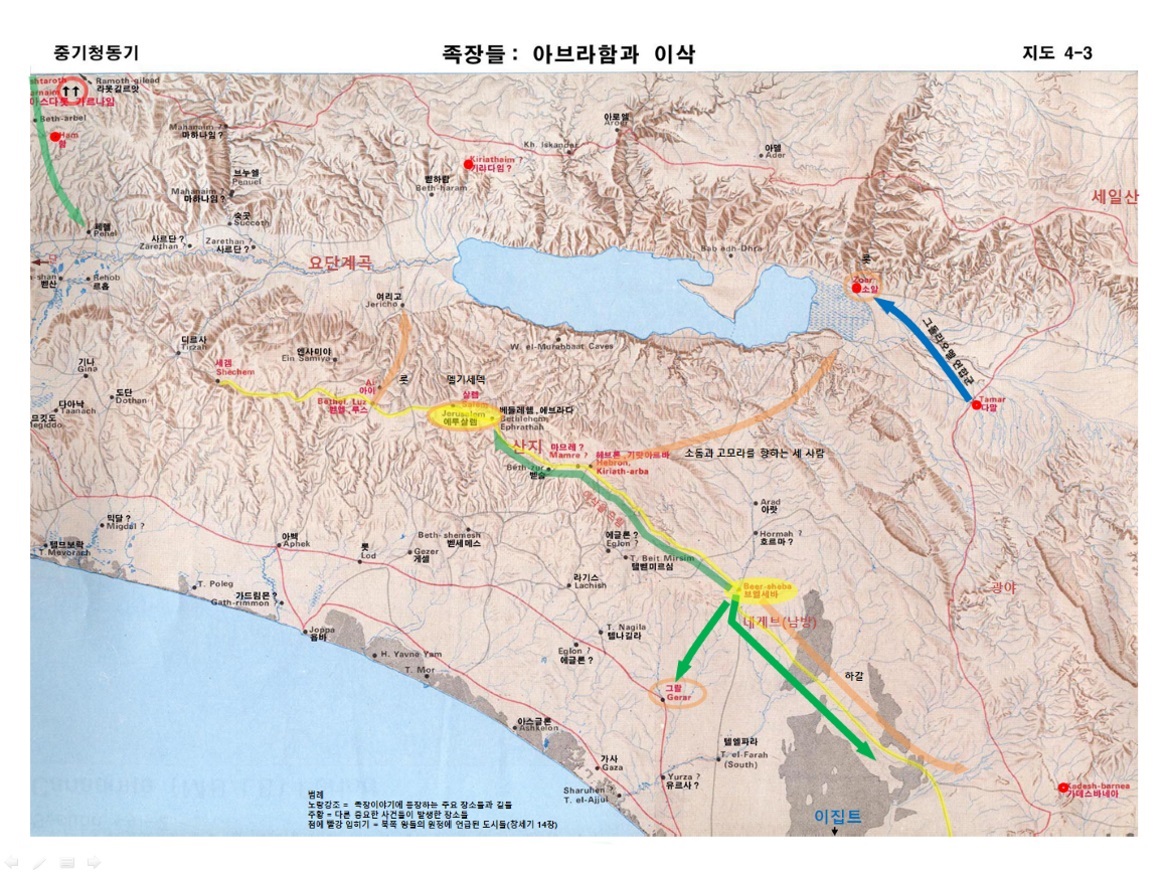 중기청동기
족장들 : 아브라함과 이삭
지도 4-3
Ramoth-gilead
라못길르앗
아스다롯 가르나임
Beth-arbel
Ham
함
Mahanaim ?
마하나임?
Kh. Iskander
아로엘
Aroer
아델
Ader
Kiriathaim ?
기랴다임 ?
세일산
브누엘
Penuel
Mahanaim ?
마하나임?
벧하람
Beth-haram
숙곳
Succoth
페헬
Pehel
사르단 ?
Zarethan ?
Zarethan ?
사르단 ?
Bab edh-Dhra
롯
Zoar
소알
요단계곡
벧산
Rehob
르홉
여리고
Jericho
그돌라오멜 연합군
디르사
Tirzah
엔사미야
Ein Samiya
W. el-Murabbaat Caves
기나
Gina
세겜
Shechem
Ai
아이
롯
멜기세덱
도단
Dothan
Bethel, Luz
벧엘, 루스
살렘
Salem
Jerusalem
예루살렘
베들레헴, 에브라다
Bethlehem
Ephrathah
Tamar
다말
다아낙
Taanach
므깃도
산지
마므레 ?
Mamre ?
헤브론, 기럇아르바
Hebron,
Kiriath-arba
소돔과 고모라를 향하는 세 사람
Beth-zur
벧술
Arad
아랏
믹달 ?
Migdal ?
아벡
Aphek
Beth-shemesh
벧세메스
Hormah ?
호르마 ?
에글론 ?
Eglon ?
T. Mevorach
롯
Lod
Gezer
게셀
T. Beit Mirsim
텔벧미르심
라기스
Lachish
Beer-sheba
브엘세바
광야
T. Poleg
가드림몬 ?
Gath-rimmon
네게브(남방)
Joppa
욥바
T. Nagila
텔나길라
Eglon ?
에글론 ?
H. Yavne Yam
T. Mor
하갈
그랄
Gerar
아스글론
Ashkelon
텔엘파라
T. el-Farah
(South)
가사
Gaza
Yurza ?
유르사 ?
Sharuhen ?
T. el-Ajjul
Kadesh-barnea
가데스바네아
이집트
범례
노랑강조 = 족장이야기에 등장하는 주요 장소들과 길들
주황 = 다른 중요한 사건들이 발생한 장소들
점에 빨강 입히기 = 북쪽 왕들의 원정에 언급된 도시들(창세기 14장)